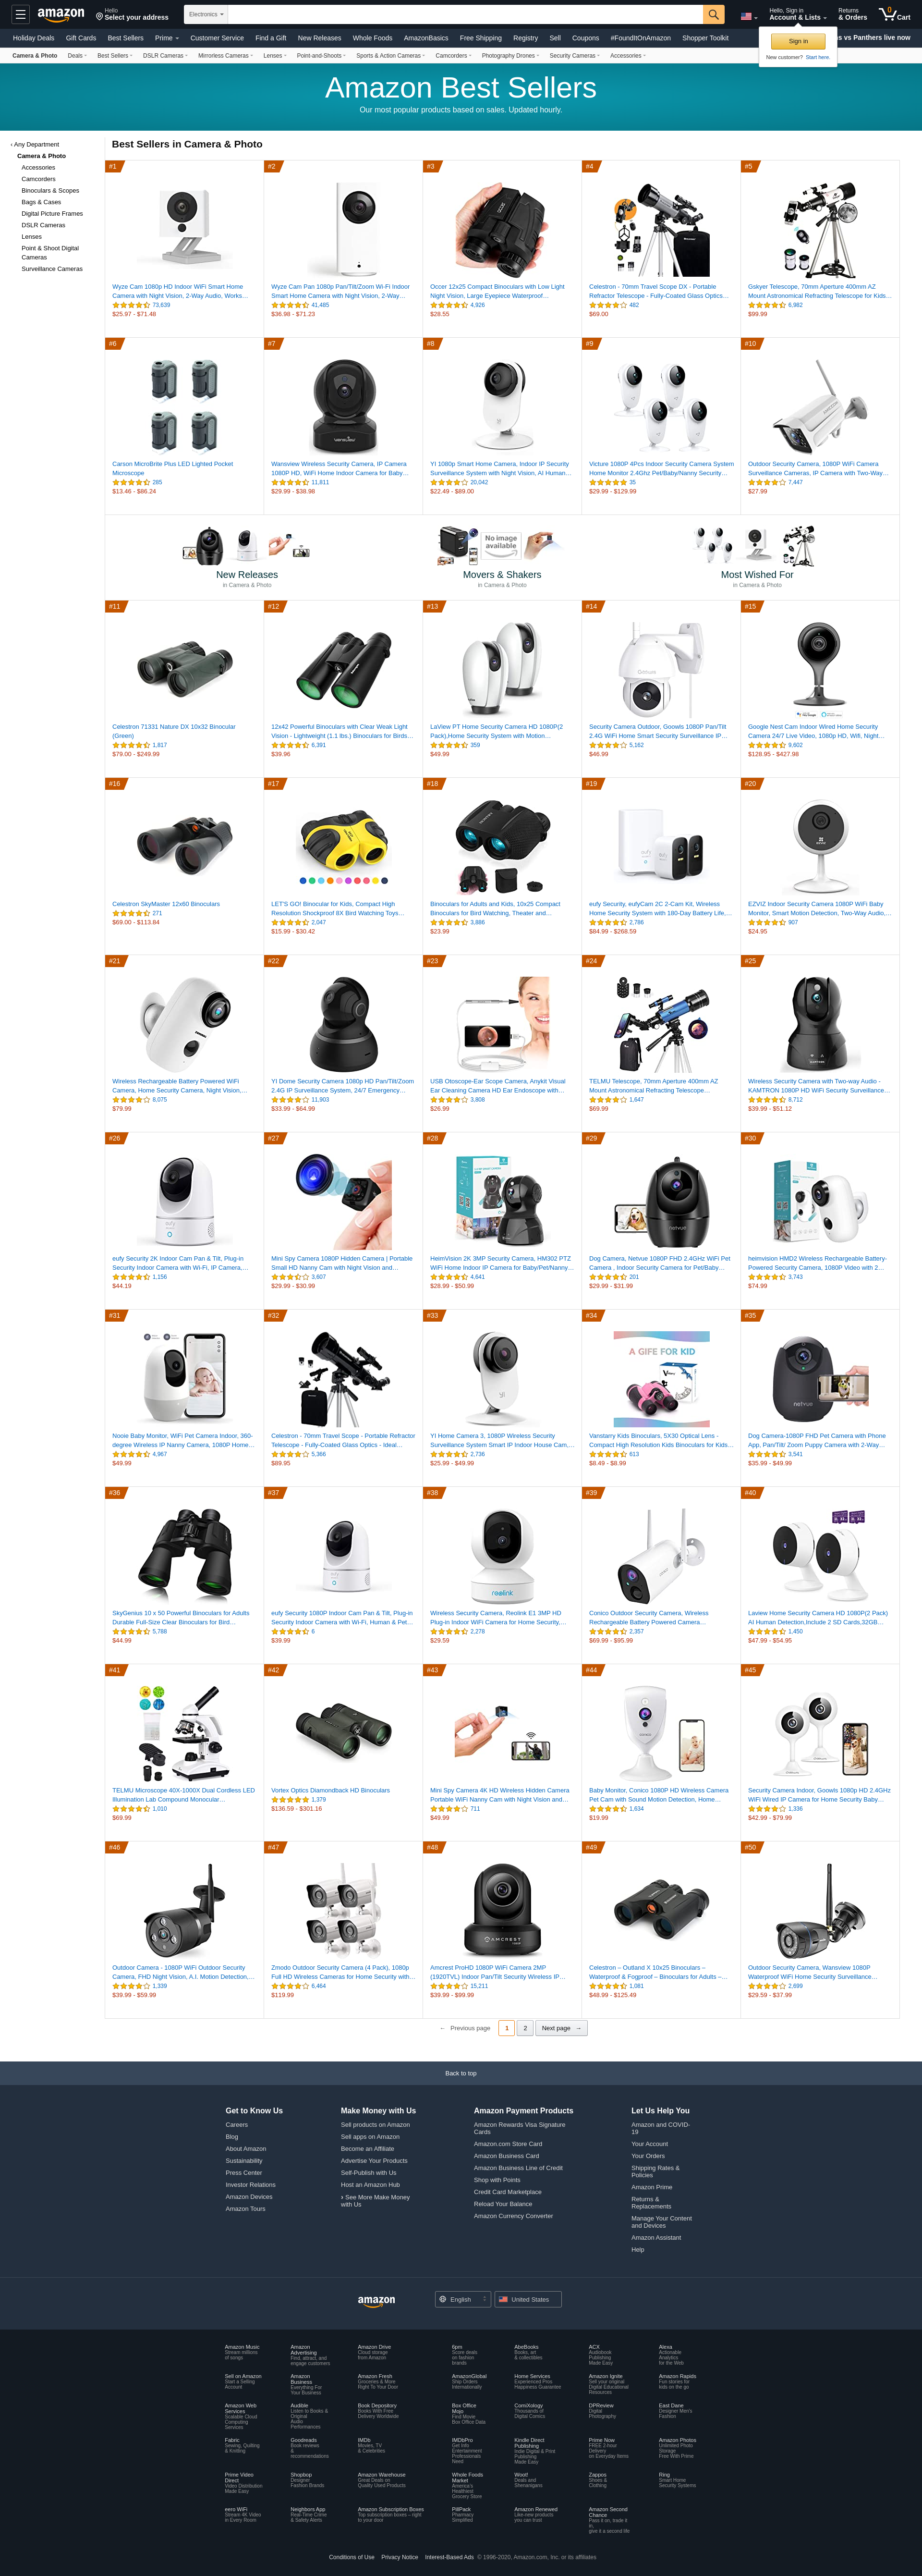 amazon
Hello
Select your address
Electronics
Hello, Sign in
Account & Lists
Returns
& Orders
0
Cart
Holiday Deals Gift Cards Best Sellers Prime Customer Service Find a Gift New Releases Whole Foods AmazonBasics Free Shipping Registry Sell Coupons #FoundItOnAmazon Shopper Toolkit
vs Panthers live now
Sign in
New customer? Start here.
Camera & Photo Deals Best Sellers DSLR Cameras Mirrorless Cameras Lenses Point-and-Shoots Sports & Action Cameras Camcorders Photography Drones Security Cameras Accessories
Amazon Best Sellers
Our most popular products based on sales. Updated hourly.
‹ Any Department
Camera & Photo
Accessories
Camcorders
Binoculars & Scopes
Bags & Cases
Digital Picture Frames
DSLR Cameras
Lenses
Point & Shoot Digital
Cameras
Surveillance Cameras
Best Sellers in Camera & Photo
#1
Wyze Cam 1080p HD Indoor WiFi Smart Home
Camera with Night Vision, 2-Way Audio, Works…
73,639
$25.97 - $71.48
#2
Wyze Cam Pan 1080p Pan/Tilt/Zoom Wi-Fi Indoor
Smart Home Camera with Night Vision, 2-Way…
41,485
$36.98 - $71.23
#3
Occer 12x25 Compact Binoculars with Low Light
Night Vision, Large Eyepiece Waterproof…
4,926
$28.55
#4
Celestron - 70mm Travel Scope DX - Portable
Refractor Telescope - Fully-Coated Glass Optics…
482
$69.00
#5
Gskyer Telescope, 70mm Aperture 400mm AZ
Mount Astronomical Refracting Telescope for Kids…
6,982
$99.99
#6
Carson MicroBrite Plus LED Lighted Pocket
Microscope
285
$13.46 - $86.24
#7
Wansview Wireless Security Camera, IP Camera
1080P HD, WiFi Home Indoor Camera for Baby…
11,811
$29.99 - $38.98
#8
YI 1080p Smart Home Camera, Indoor IP Security
Surveillance System with Night Vision, AI Human…
20,042
$22.49 - $89.00
#9
Victure 1080P 4Pcs Indoor Security Camera System
Home Monitor 2.4Ghz Pet/Baby/Nanny Security…
35
$29.99 - $129.99
#10
Outdoor Security Camera, 1080P WiFi Camera
Surveillance Cameras, IP Camera with Two-Way…
7,447
$27.99
No image
available
New Releases
in Camera & Photo
Movers & Shakers
in Camera & Photo
Most Wished For
in Camera & Photo
#11
Celestron 71331 Nature DX 10x32 Binocular
(Green)
1,817
$79.00 - $249.99
#12
12x42 Powerful Binoculars with Clear Weak Light
Vision - Lightweight (1.1 lbs.) Binoculars for Birds…
6,391
$39.96
#13
LaView PT Home Security Camera HD 1080P(2
Pack),Home Security System with Motion…
359
$49.99
#14
Security Camera Outdoor, Goowls 1080P Pan/Tilt
2.4G WiFi Home Smart Security Surveillance IP…
5,162
$46.99
#15
Google Nest Cam Indoor Wired Home Security
Camera 24/7 Live Video, 1080p HD, Wifi, Night…
9,602
$128.95 - $427.98
#16
Celestron SkyMaster 12x60 Binoculars
271
$69.00 - $113.84
#17
LET'S GO! Binocular for Kids, Compact High
Resolution Shockproof 8X Bird Watching Toys…
2,047
$15.99 - $30.42
#18
Binoculars for Adults and Kids, 10x25 Compact
Binoculars for Bird Watching, Theater and…
3,886
$23.99
#19
eufy Security, eufyCam 2C 2-Cam Kit, Wireless
Home Security System with 180-Day Battery Life,…
2,786
$84.99 - $268.59
#20
EZVIZ Indoor Security Camera 1080P WiFi Baby
Monitor, Smart Motion Detection, Two-Way Audio,…
907
$24.95
#21
Wireless Rechargeable Battery Powered WiFi
Camera, Home Security Camera, Night Vision,…
8,075
$79.99
#22
YI Dome Security Camera 1080p HD Pan/Tilt/Zoom
2.4G IP Surveillance System, 24/7 Emergency…
11,903
$33.99 - $64.99
#23
USB Otoscope-Ear Scope Camera, Anykit Visual
Ear Cleaning Camera HD Ear Endoscope with…
3,808
$26.99
#24
TELMU Telescope, 70mm Aperture 400mm AZ
Mount Astronomical Refracting Telescope…
1,647
$69.99
#25
Wireless Security Camera with Two-way Audio -
KAMTRON 1080P HD WiFi Security Surveillance…
8,712
$39.99 - $51.12
#26
eufy Security 2K Indoor Cam Pan & Tilt, Plug-in
Security Indoor Camera with Wi-Fi, IP Camera,…
1,156
$44.19
#27
Mini Spy Camera 1080P Hidden Camera | Portable
Small HD Nanny Cam with Night Vision and…
3,607
$29.99 - $30.99
#28
HeimVision 2K 3MP Security Camera, HM302 PTZ
WiFi Home Indoor IP Camera for Baby/Pet/Nanny…
4,641
$28.99 - $50.99
#29
Dog Camera, Netvue 1080P FHD 2.4GHz WiFi Pet
Camera , Indoor Security Camera for Pet/Baby…
201
$29.99 - $31.99
#30
heimvision HMD2 Wireless Rechargeable Battery-
Powered Security Camera, 1080P Video with 2…
3,743
$74.99
#31
Nooie Baby Monitor, WiFi Pet Camera Indoor, 360-
degree Wireless IP Nanny Camera, 1080P Home…
4,967
$49.99
#32
Celestron - 70mm Travel Scope - Portable Refractor
Telescope - Fully-Coated Glass Optics - Ideal…
5,366
$89.95
#33
YI Home Camera 3, 1080P Wireless Security
Surveillance System Smart IP Indoor House Cam,…
2,736
$25.99 - $49.99
#34
A GIFE FOR KID
Vanstarry Kids Binoculars, 5X30 Optical Lens -
Compact High Resolution Kids Binoculars for Kids…
613
$8.49 - $8.99
#35
netvue
Dog Camera-1080P FHD Pet Camera with Phone
App, Pan/Tilt/ Zoom Puppy Camera with 2-Way…
3,541
$35.99 - $49.99
#36
SkyGenius 10 x 50 Powerful Binoculars for Adults
Durable Full-Size Clear Binoculars for Bird…
5,788
$44.99
#37
eufy Security 1080P Indoor Cam Pan & Tilt, Plug-in
Security Indoor Camera with Wi-Fi, Human & Pet…
6
$39.99
#38
reolink
Wireless Security Camera, Reolink E1 3MP HD
Plug-in Indoor WiFi Camera for Home Security,…
2,278
$29.59
#39
Conico Outdoor Security Camera, Wireless
Rechargeable Battery Powered Camera…
2,357
$69.99 - $95.99
#40
Laview Home Security Camera HD 1080P(2 Pack)
AI Human Detection,Include 2 SD Cards,32GB…
1,450
$47.99 - $54.95
#41
TELMU Microscope 40X-1000X Dual Cordless LED
Illumination Lab Compound Monocular…
1,010
$69.99
#42
Vortex Optics Diamondback HD Binoculars
1,379
$136.59 - $301.16
#43
Mini Spy Camera 4K HD Wireless Hidden Camera
Portable WiFi Nanny Cam with Night Vision and…
711
$49.99
#44
Baby Monitor, Conico 1080P HD Wireless Camera
Pet Cam with Sound Motion Detection, Home…
1,634
$19.99
#45
Security Camera Indoor, Goowls 1080p HD 2.4GHz
WiFi Wired IP Camera for Home Security Baby…
1,336
$42.99 - $79.99
#46
Outdoor Camera - 1080P WiFi Outdoor Security
Camera, FHD Night Vision, A.I. Motion Detection,…
1,339
$39.99 - $59.99
#47
Zmodo Outdoor Security Camera (4 Pack), 1080p
Full HD Wireless Cameras for Home Security with…
6,464
$119.99
#48
AMCREST
Amcrest ProHD 1080P WiFi Camera 2MP
(1920TVL) Indoor Pan/Tilt Security Wireless IP…
15,211
$39.99 - $99.99
#49
Celestron – Outland X 10x25 Binoculars –
Waterproof & Fogproof – Binoculars for Adults –…
1,081
$48.99 - $125.49
#50
Outdoor Security Camera, Wansview 1080P
Waterproof WiFi Home Security Surveillance…
2,699
$29.59 - $37.99
← Previous page 1 2 Next page →
Back to top
Get to Know Us
Careers
Blog
About Amazon
Sustainability
Press Center
Investor Relations
Amazon Devices
Amazon Tours
Make Money with Us
Sell products on Amazon
Sell apps on Amazon
Become an Affiliate
Advertise Your Products
Self-Publish with Us
Host an Amazon Hub
› See More Make Money
with Us
Amazon Payment Products
Amazon Rewards Visa Signature
Cards
Amazon.com Store Card
Amazon Business Card
Amazon Business Line of Credit
Shop with Points
Credit Card Marketplace
Reload Your Balance
Amazon Currency Converter
Let Us Help You
Amazon and COVID-
19
Your Account
Your Orders
Shipping Rates &
Policies
Amazon Prime
Returns &
Replacements
Manage Your Content
and Devices
Amazon Assistant
Help
amazon
English
United States
Amazon Music
Stream millions
of songs
Amazon
Advertising
Find, attract, and
engage customers
Amazon Drive
Cloud storage
from Amazon
6pm
Score deals
on fashion
brands
AbeBooks
Books, art
& collectibles
ACX
Audiobook
Publishing
Made Easy
Alexa
Actionable
Analytics
for the Web
Sell on Amazon
Start a Selling
Account
Amazon
Business
Everything For
Your Business
Amazon Fresh
Groceries & More
Right To Your Door
AmazonGlobal
Ship Orders
Internationally
Home Services
Experienced Pros
Happiness Guarantee
Amazon Ignite
Sell your original
Digital Educational
Resources
Amazon Rapids
Fun stories for
kids on the go
Amazon Web
Services
Scalable Cloud
Computing
Services
Audible
Listen to Books &
Original
Audio
Performances
Book Depository
Books With Free
Delivery Worldwide
Box Office
Mojo
Find Movie
Box Office Data
ComiXology
Thousands of
Digital Comics
DPReview
Digital
Photography
East Dane
Designer Men's
Fashion
Fabric
Sewing, Quilting
& Knitting
Goodreads
Book reviews
&
recommendations
IMDb
Movies, TV
& Celebrities
IMDbPro
Get Info
Entertainment
Professionals
Need
Kindle Direct
Publishing
Indie Digital & Print
Publishing
Made Easy
Prime Now
FREE 2-hour
Delivery
on Everyday Items
Amazon Photos
Unlimited Photo
Storage
Free With Prime
Prime Video
Direct
Video Distribution
Made Easy
Shopbop
Designer
Fashion Brands
Amazon Warehouse
Great Deals on
Quality Used Products
Whole Foods
Market
America's
Healthiest
Grocery Store
Woot!
Deals and
Shenanigans
Zappos
Shoes &
Clothing
Ring
Smart Home
Security Systems
eero WiFi
Stream 4K Video
in Every Room
Neighbors App
Real-Time Crime
& Safety Alerts
Amazon Subscription Boxes
Top subscription boxes – right
to your door
PillPack
Pharmacy
Simplified
Amazon Renewed
Like-new products
you can trust
Amazon Second
Chance
Pass it on, trade it
in,
give it a second life
Conditions of Use Privacy Notice Interest-Based Ads © 1996-2020, Amazon.com, Inc. or its affiliates